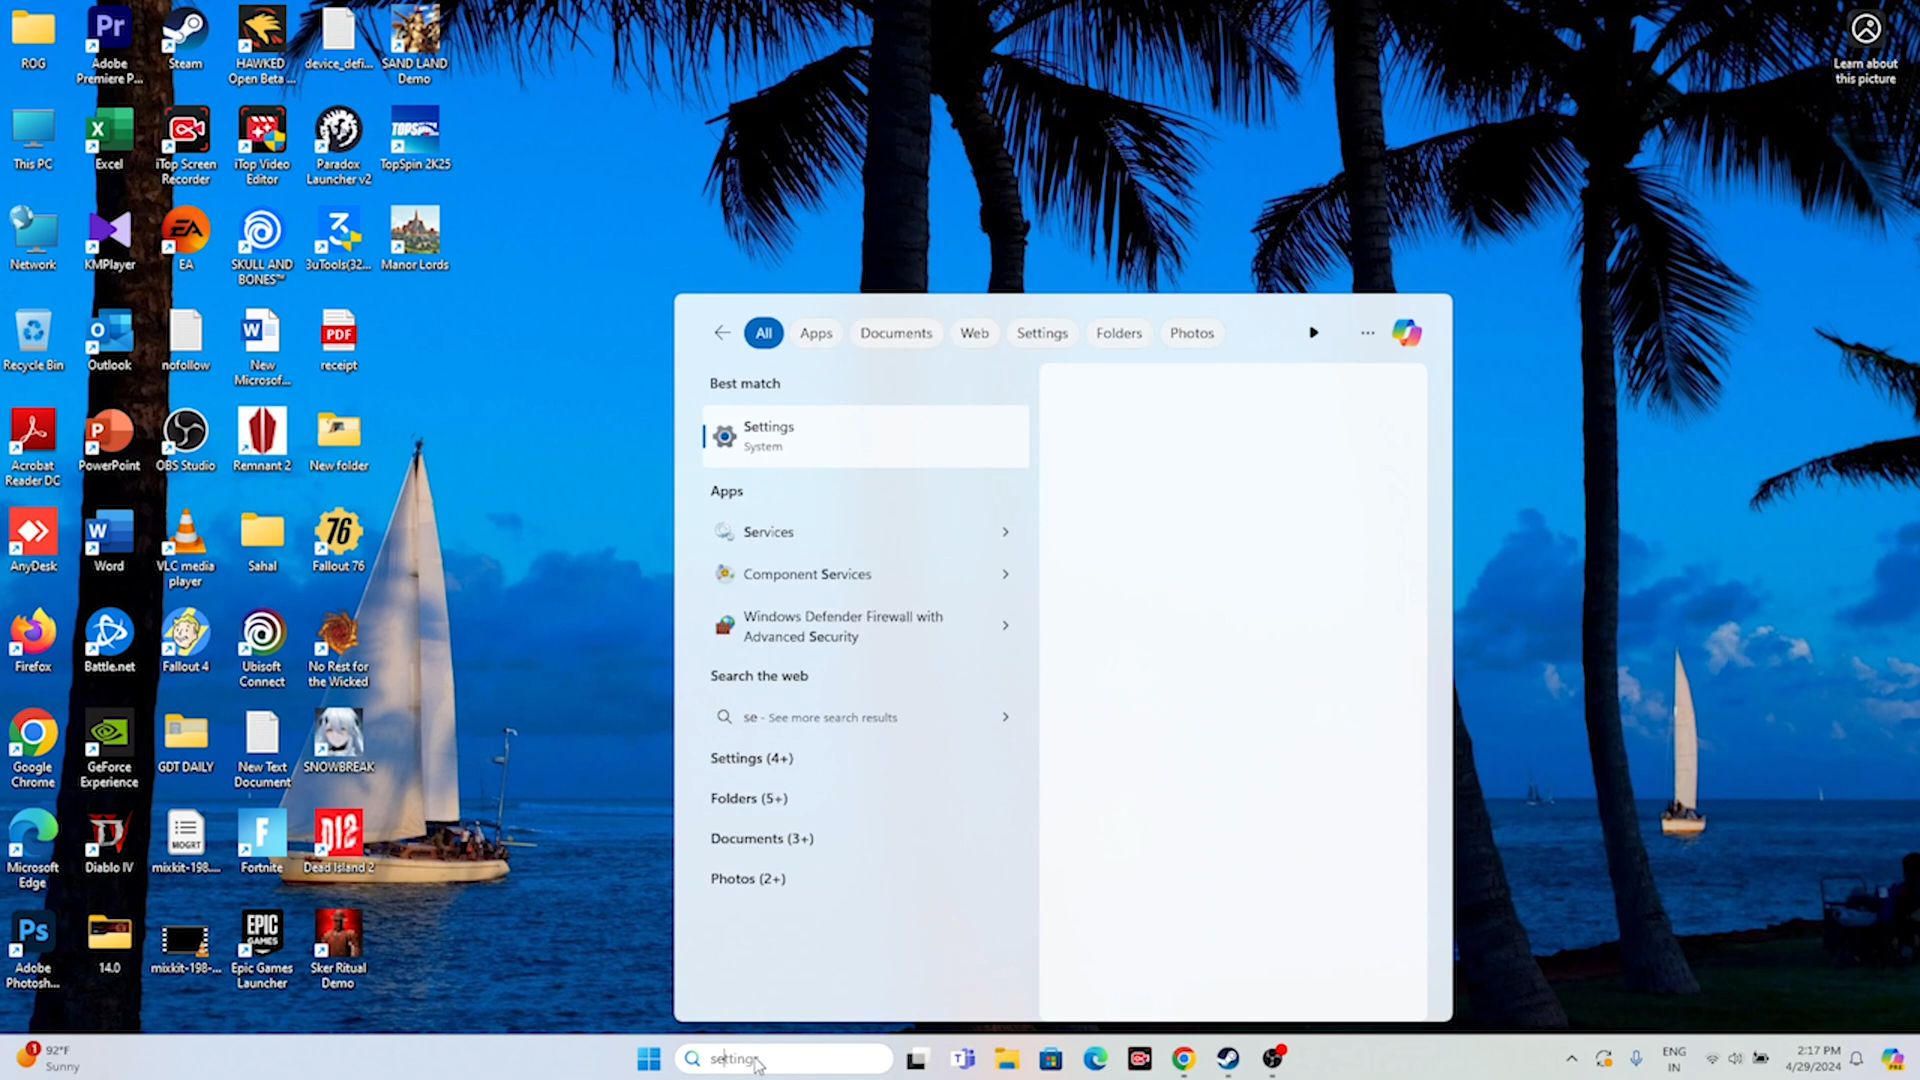 ROG
Adobe
Premiere P...
Steam
HAWKED
Open Beta ...
device_defi...
SAND LAND
Demo
This PC
Excel
iTop Screen
Recorder
iTop Video
Editor
Paradox
Launcher v2
TopSpin 2K25
Network
KMPlayer
EA
SKULL AND
BONES™
3uTools(32...
Manor Lords
Recycle Bin
Outlook
nofollow
New
Microsof...
PDF
receipt
Acrobat
Reader DC
PowerPoint
OBS Studio
Remnant 2
New folder
AnyDesk
Word
VLC media
player
Sahal
76
Fallout 76
Firefox
Battle.net
Fallout 4
Ubisoft
Connect
No Rest for
the Wicked
Google
Chrome
GeForce
Experience
GDT DAILY
New Text
Document
SNOWBREAK
Microsoft
Edge
Diablo IV
MOGRT
mixkit-198....
Fortnite
Dead Island 2
Adobe
Photosh...
14.0
mixkit-198-...
EPIC
GAMES
Epic Games
Launcher
Sker Ritual
Demo
Learn about
this picture
All
Apps
Documents
Web
Settings
Folders
Photos
Best match
Settings
System
Apps
Services
Component Services
Windows Defender Firewall with
Advanced Security
Search the web
se - See more search results
Settings (4+)
Folders (5+)
Documents (3+)
Photos (2+)
1
92°F
Sunny
settings
ENG
IN
2:17 PM
4/29/2024
PRE